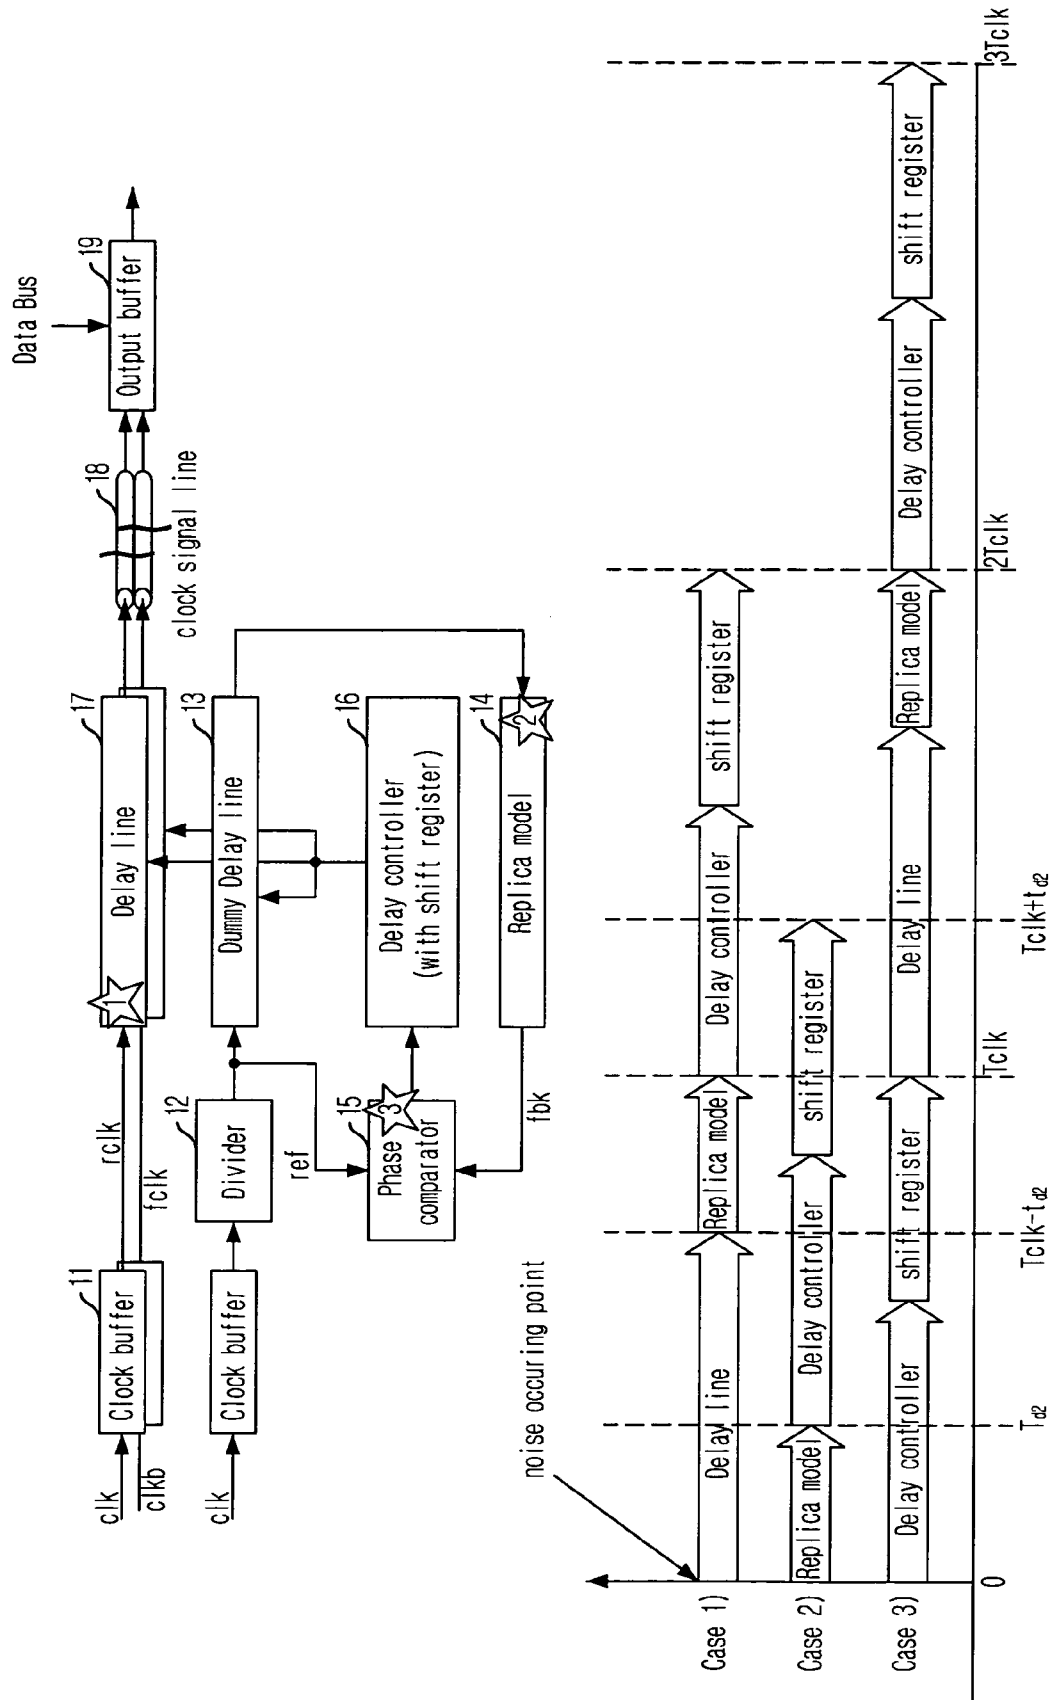 clk
clkb
Clock buffer
11
rclk
fclk
Delay line
17
1
18
clock signal line
Data Bus
Output buffer
19
clk
Clock buffer
Divider
12
ref
Dummy Delay line
13
Phase
comparator
15
3
Delay controller
(with shift register)
16
Replica model
14
2
fbk
noise occuring point
Case 1)
Delay line
Replica model
Delay controller
shift register
Case 2)
Replica model
Delay controller
shift register
Case 3)
Delay controller
shift register
Delay line
Replica model
Delay controller
shift register
0
Td2
Tclk-td2
Tclk
Tclk+td2
2Tclk
3Tclk